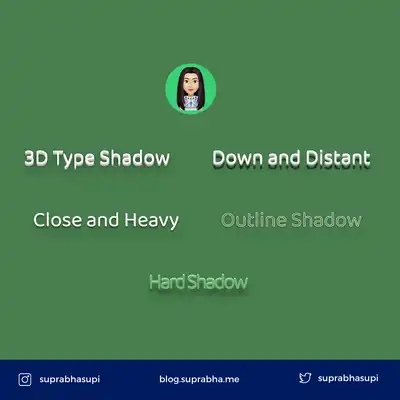 3D Type Shadow
Down and Distant
Close and Heavy
Outline Shadow
Hard Shadow
suprabhasupi
blog.suprabha.me
suprabhasupi